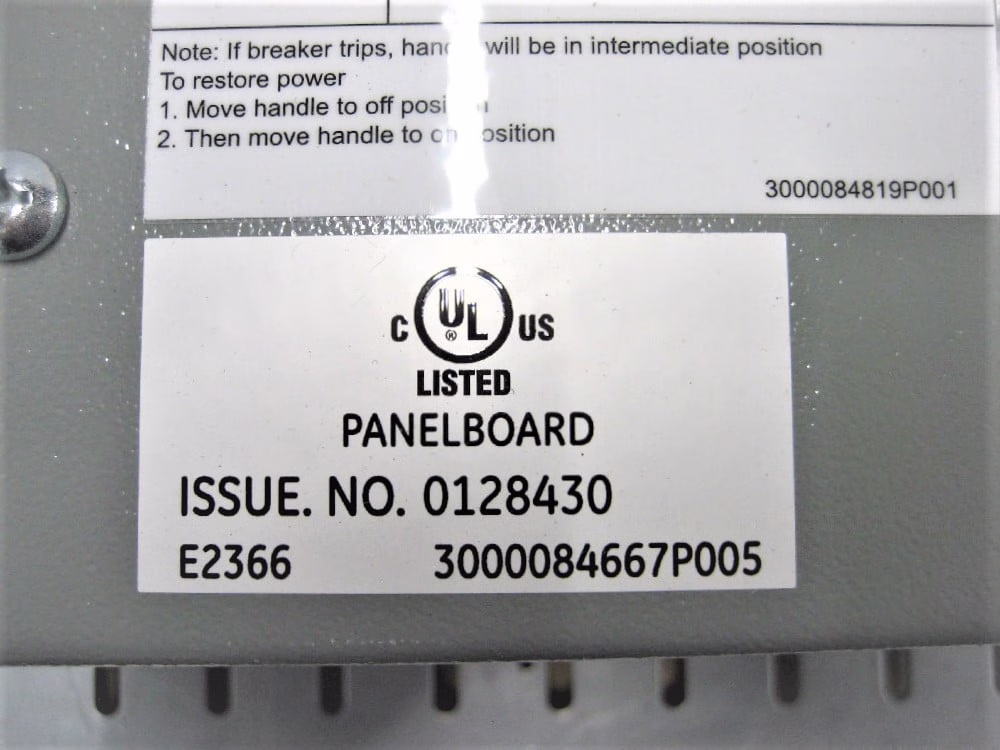 Note: If breaker trips, will be in intermediate position
To restore power
1. Move handle to off
2. Then move handle to
3000084819P001
C UL® US
LISTED
PANELBOARD
ISSUE. NO. 0128430
E2366 3000084667P005